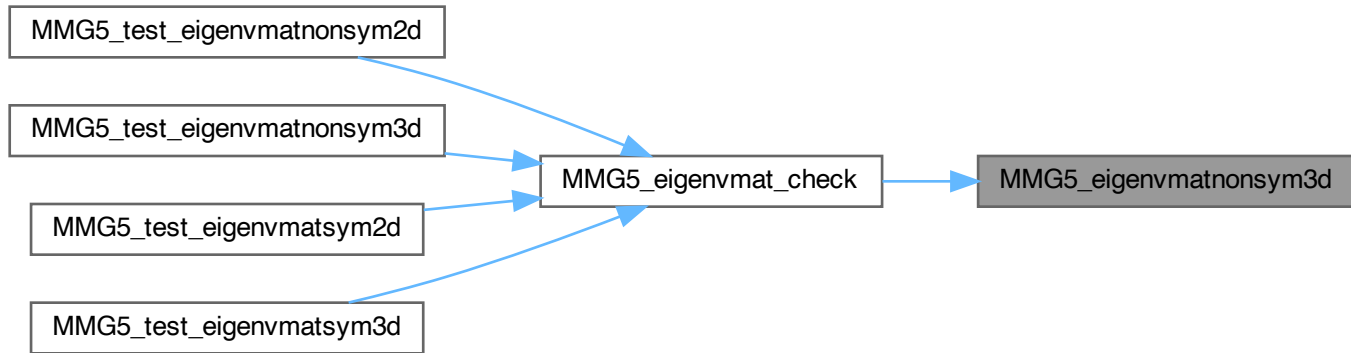 MMG5_test_eigenvmatnonsym2d
MMG5_test_eigenvmatnonsym3d
MMG5_eigenvmat_check
MMG5_eigenvmatnonsym3d
MMG5_test_eigenvmatsym2d
MMG5_test_eigenvmatsym3d